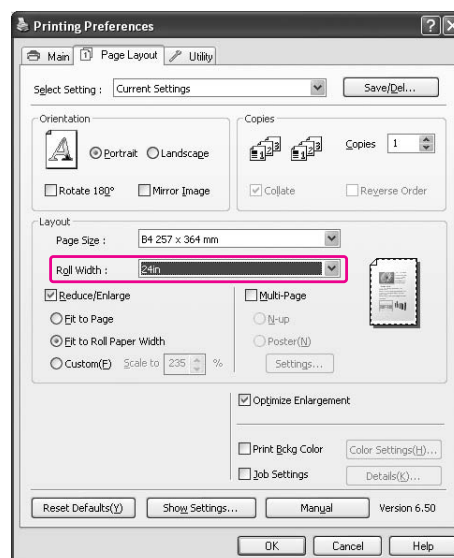 Printing Preferences
Main Page Layout Utility
Select Setting : Current Settings Save/Del...
Orientation
Portrait Landscape
Rotate 180° Mirror Image
Copies
Copies 1
Collate Reverse Order
Layout
Page Size : B4 257 x 364 mm
Roll Width : 24in
Reduce/Enlarge
Fit to Page
Fit to Roll Paper Width
Custom(E) Scale to 235 %
Multi-Page
N-up
Poster(N)
Settings...
Optimize Enlargement
Print Bckg Color Color Settings(H)...
Job Settings Details(K)...
Reset Defaults(Y) Show Settings... Manual Version 6.50
OK Cancel Help